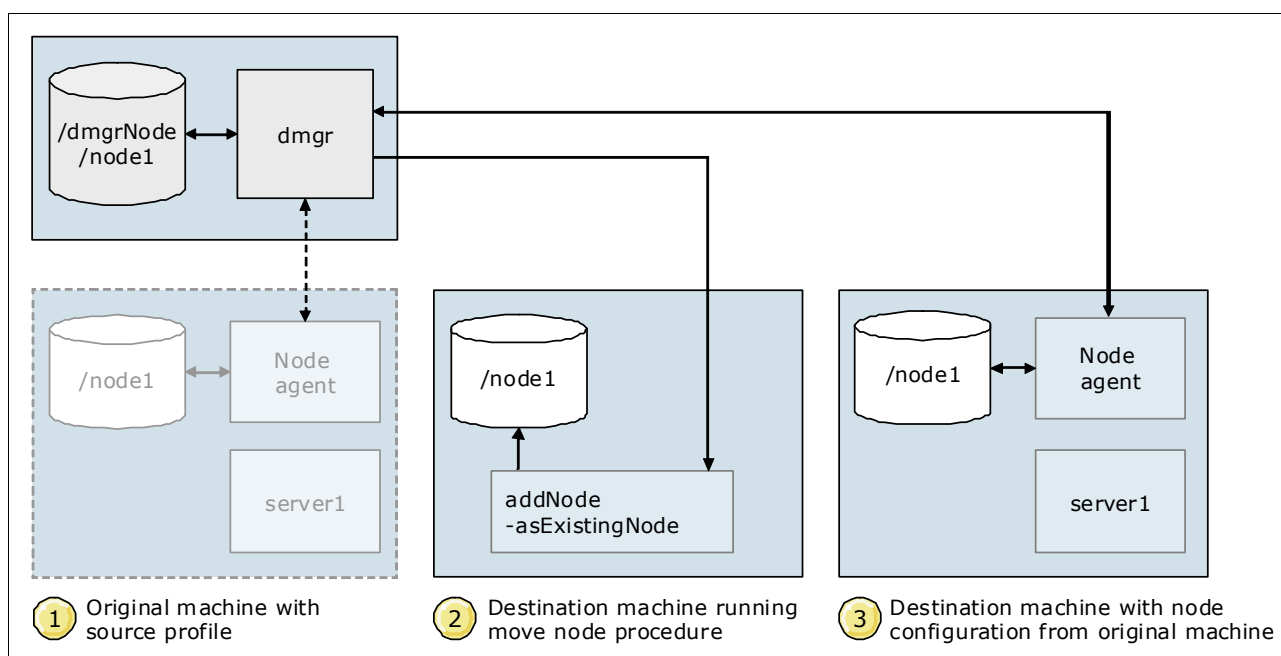 /dmgrNode
/node1
dmgr
/node1
Node
agent
server1
/node1
addNode
-asExistingNode
/node1
Node
agent
server1
1 Original machine with
source profile
2 Destination machine running
move node procedure
3 Destination machine with node
configuration from original machine